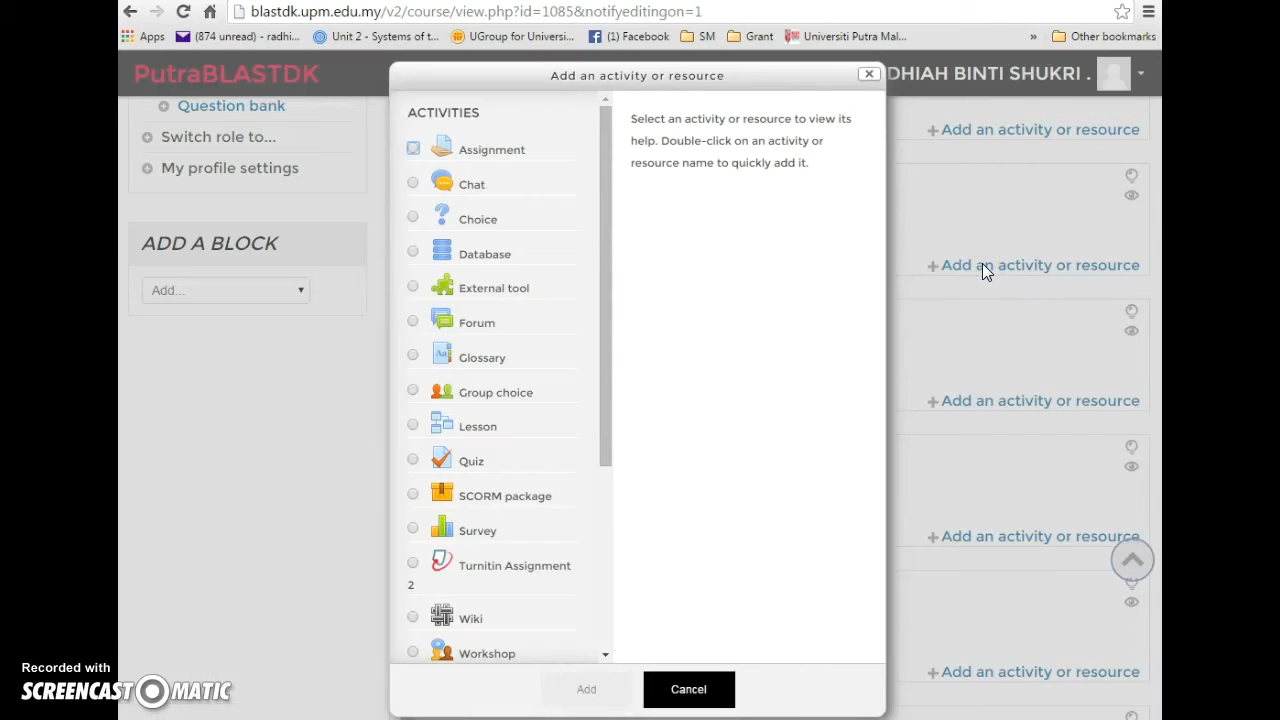 blastdk.upm.edu.my/v2/course/view.php?id=1085&notifyeditingon=1
Apps (874 unread) - radhi... Unit 2 - Systems of t... UGroup for Universi... (1) Facebook SM Grant Universiti Putra Mal... » Other bookmarks
PutraBLASTDK
DHIAH BINTI SHUKRI .
Question bank
Switch role to...
My profile settings
ADD A BLOCK
Add...
Add an activity or resource
ACTIVITIES
Assignment
Chat
Choice
Database
External tool
Forum
Glossary
Group choice
Lesson
Quiz
SCORM package
Survey
Turnitin Assignment
2
Wiki
Workshop
Select an activity or resource to view its
help. Double-click on an activity or
resource name to quickly add it.
Add
Cancel
Add an activity or resource
Add an activity or resource
Add an activity or resource
Add an activity or resource
Add an activity or resource
Recorded with
SCREENCAST MATIC